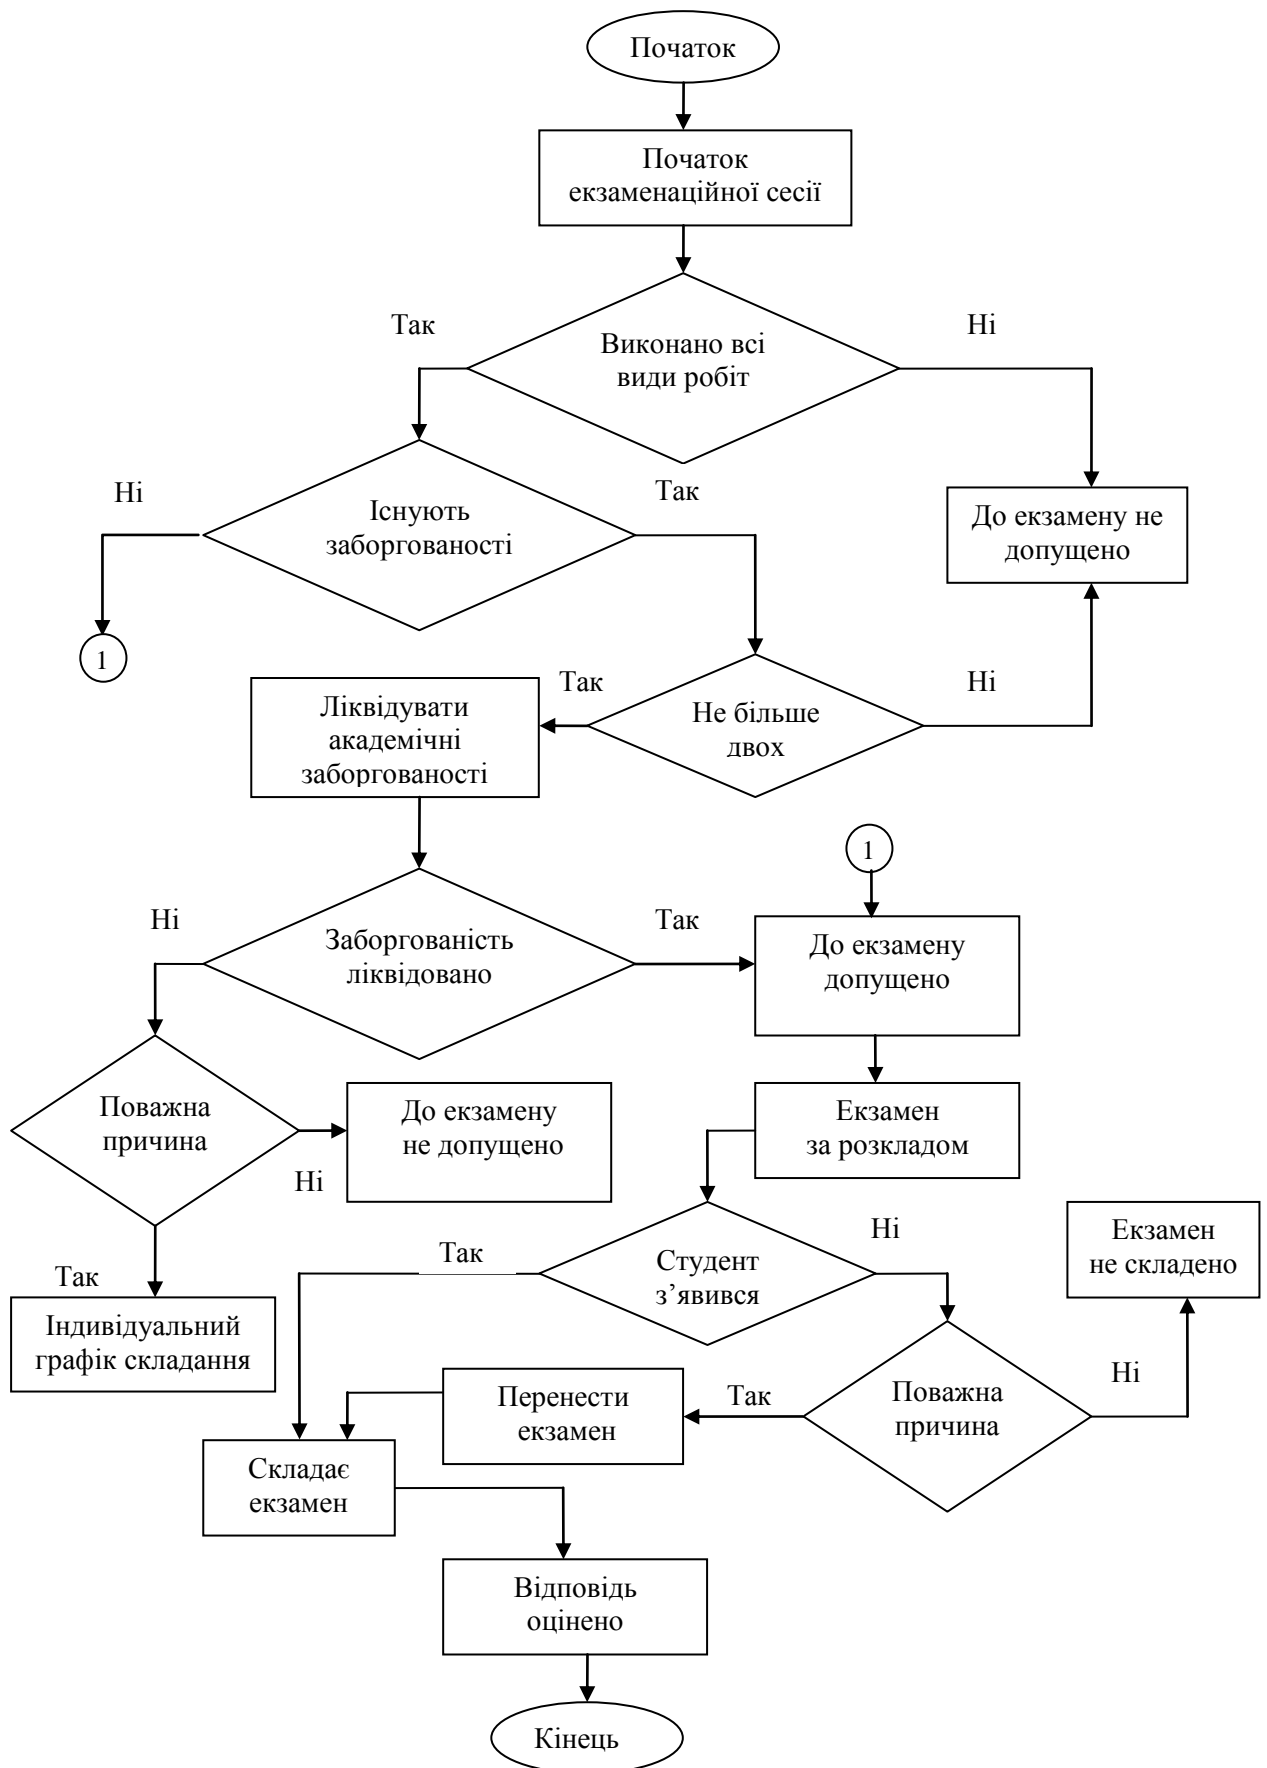 Початок
Початок
екзаменаційної сесії
Так
Ні
Виконано всі
види робіт
Ні
Так
Існують
заборгованості
До екзамену не
допущено
1
Так
Ні
Ліквідувати
академічні
заборгованості
Не більше
двох
1
Ні
Так
Заборгованість
ліквідовано
До екзамену
допущено
Поважна
причина
До екзамену
не допущено
Екзамен
за розкладом
Ні
Ні
Екзамен
не складено
Так
Студент
з’явився
Так
Індивідуальний
графік складання
Перенести
екзамен
Так
Поважна
причина
Ні
Складає
екзамен
Відповідь
оцінено
Кінець